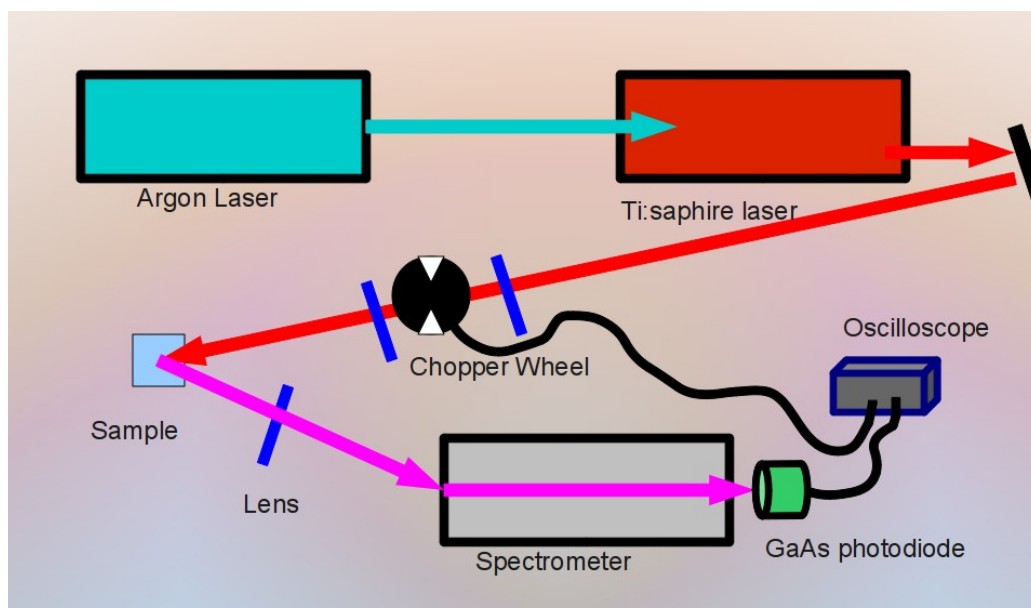 Argon Laser
Ti:saphire laser
Oscilloscope
Chopper Wheel
Sample
Lens
GaAs photodiode
Spectrometer